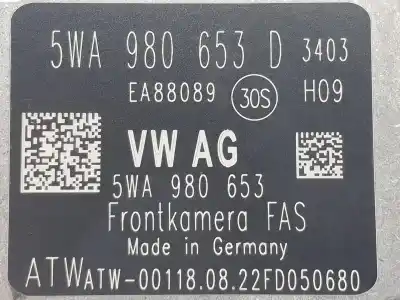 5WA 980 653 D 3403
EA88089 30S H09
VW AG
5WA 980 653
Frontkamera FAS
Made in Germany
ATW ATW-00118.08.22FD050680